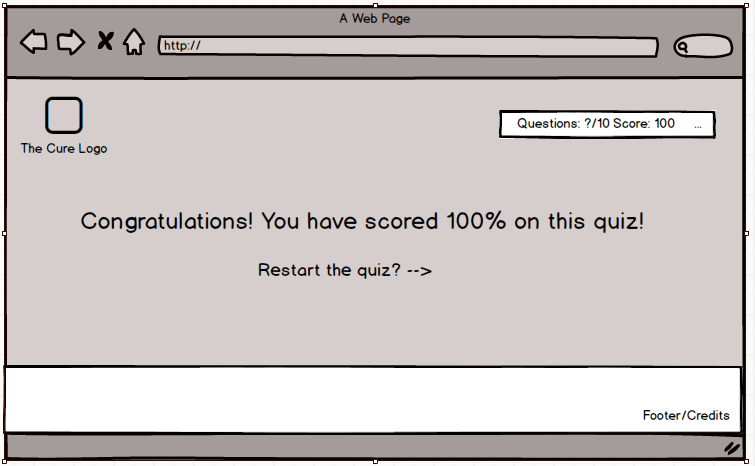 A Web Page
http://
Questions: ?/10 Score: 100 ...
The Cure Logo
Congratulations! You have scored 100% on this quiz!
Restart the quiz? -->
Footer/Credits